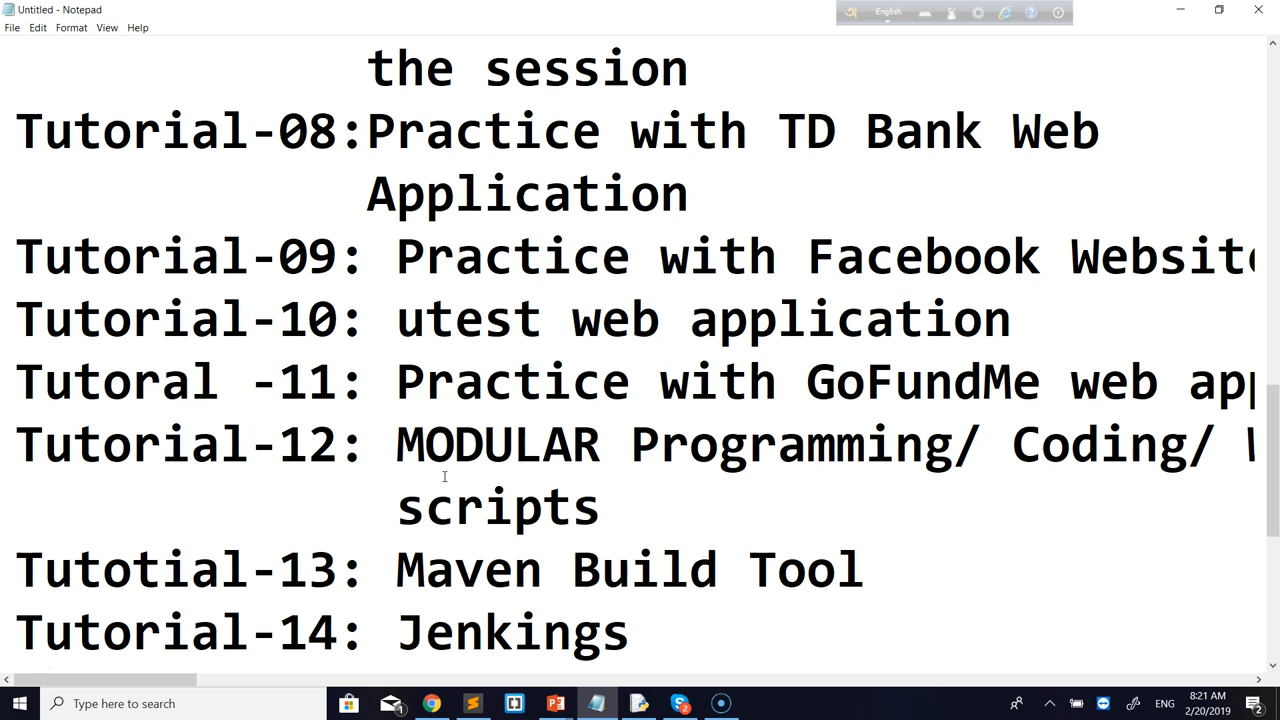 Untitled - Notepad
English
File Edit Format View Help
the session
Tutorial-08:Practice with TD Bank Web
Application
Tutorial-09: Practice with Facebook Website
Tutorial-10: utest web application
Tutoral -11: Practice with GoFundMe web app
Tutorial-12: MODULAR Programming/ Coding/
scripts
Tutotial-13: Maven Build Tool
Tutorial-14: Jenkings
Type here to search
ENG
8:21 AM
2/20/2019